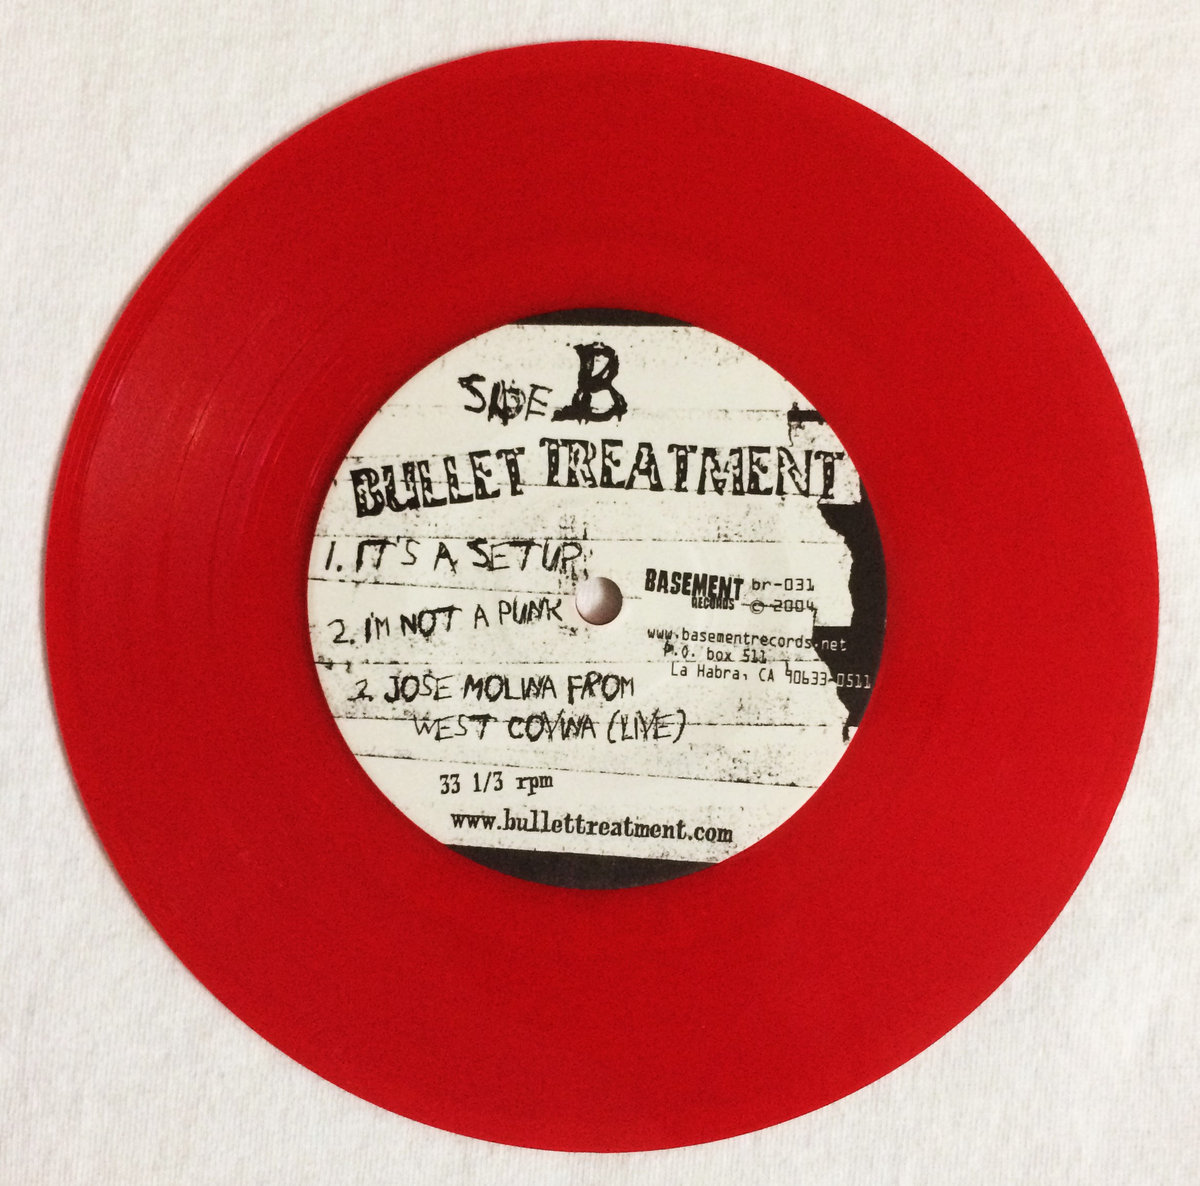 SIDE B
BULLET TREATMENT
1. IT'S A SETUP
2. I'M NOT A PUNK
3. JOSE MOLINA FROM
WEST COVINA (LIVE)
33 1/3 rpm
www.bullettreatment.com
BASEMENT
RECORDS
br-031
© 2004
www.basementrecords.net
P.O. box 511
La Habra, CA 90633-0511